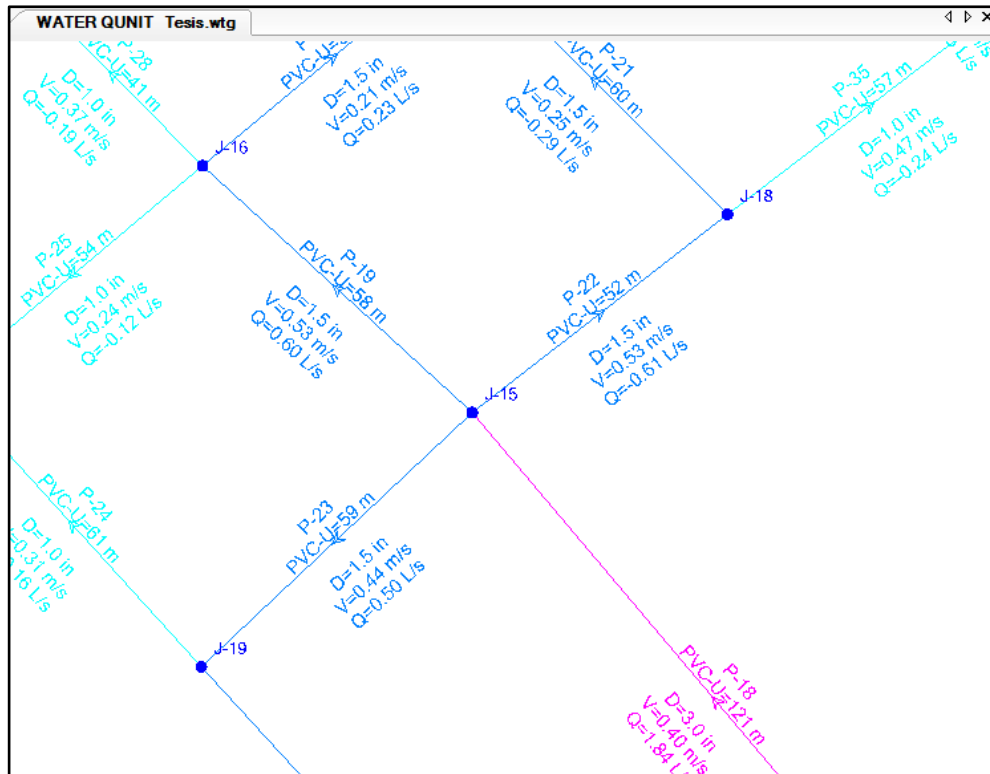 WATER QUNIT Tesis.wtg
P-28
PVC-U=41 m
D=1.0 in
V=0.37 m/s
Q=-0.19 L/s
D=1.5 in
V=0.21 m/s
Q=0.23 L/s
J-16
P-21
PVC-U=60 m
D=1.5 in
V=0.25 m/s
Q=-0.29 L/s
P-35
PVC-U=57 m
D=1.0 in
V=0.47 m/s
Q=-0.24 L/s
L/s
J-18
P-25
PVC-U=54 m
D=1.0 in
V=0.24 m/s
Q=-0.12 L/s
P-19
PVC-U=58 m
D=1.5 in
V=0.53 m/s
Q=0.60 L/s
P-22
PVC-U=52 m
D=1.5 in
V=0.53 m/s
Q=-0.61 L/s
J-15
P-24
PVC-U=61 m
D=1.0 in
V=0.31 m/s
0.16 L/s
P-23
PVC-U=59 m
D=1.5 in
V=0.44 m/s
Q=0.50 L/s
J-19
P-18
PVC-U=121 m
D=3.0 in
V=0.40 m/s
Q=1.84 L/s